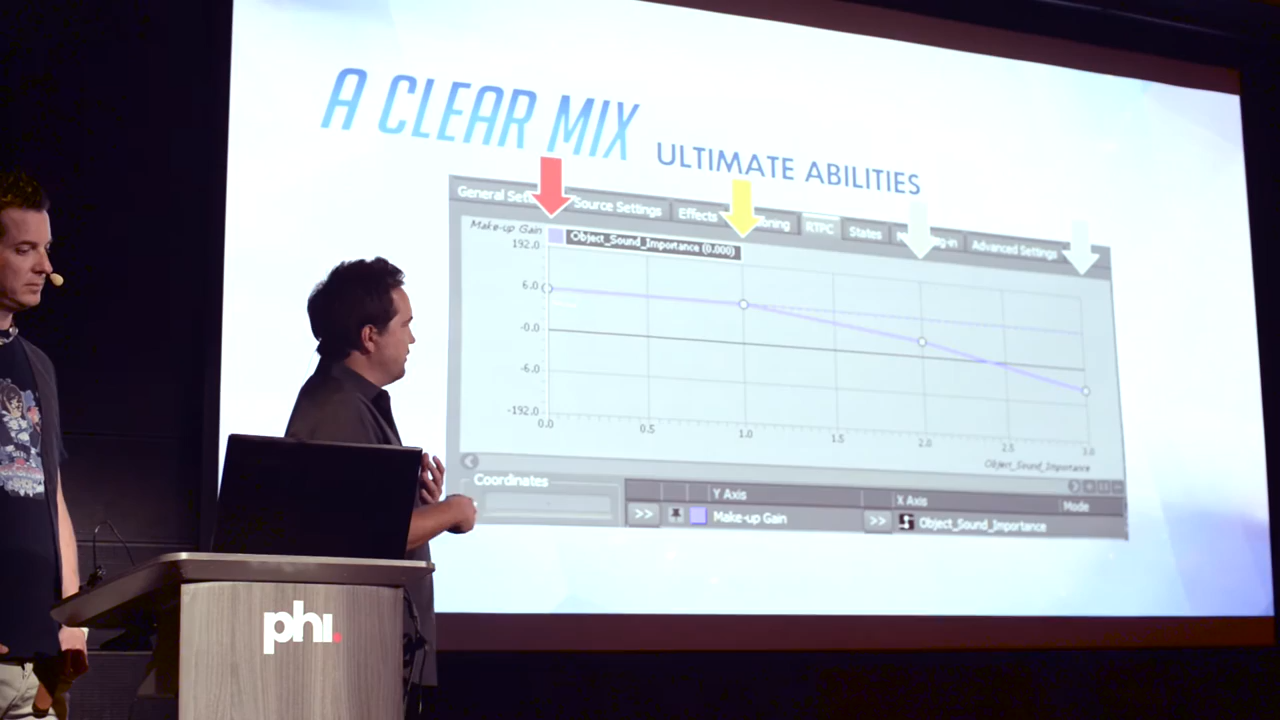 A CLEAR MIX
ULTIMATE ABILITIES
General Source Settings Effects RTPC States Advanced Settings
Make-up Gain
Object_Sound_Importance (0.000)
192.0
6.0
-0.0
-6.0
-192.0
0.0 0.5 1.0 1.5 2.0 2.5 3.0
Object_Sound_Importance
Coordinates
Y Axis X Axis Mode
>> Make-up Gain >> Object_Sound_Importance
phi.